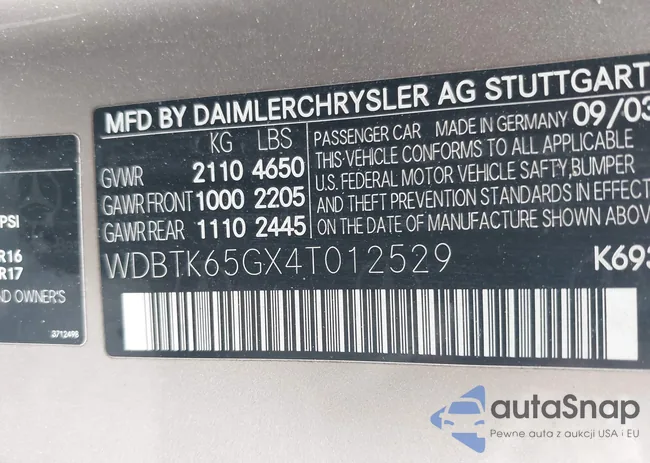 MFD BY DAIMLERCHRYSLER AG STUTTGART
KG LBS
GVWR 2110 4650
GAWR FRONT 1000 2205
GAWR REAR 1110 2445
PASSENGER CAR MADE IN GERMANY 09/03
THIS VEHICLE CONFORMS TO ALL APPLICABLE
U.S. FEDERAL MOTOR VEHICLE SAFTY,BUMPER
AND THEFT PREVENTION STANDARDS IN EFFECT
ON THE DATE OF MANUFACTURE SHOWN ABOVE
WDBTK65GX4T012529
K693
PSI
R16
R17
ND OWNER'S
3712498
autaSnap
Pewne auta z aukcji USA i EU